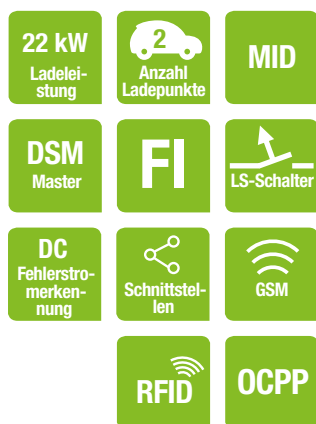 22 kW
Ladelei-
stung
2
Anzahl
Ladepunkte
MID
DSM
Master
FI
LS-Schalter
DC
Fehlerstro-
merken-
nung
Schnittstel-
len
GSM
RFID
OCPP